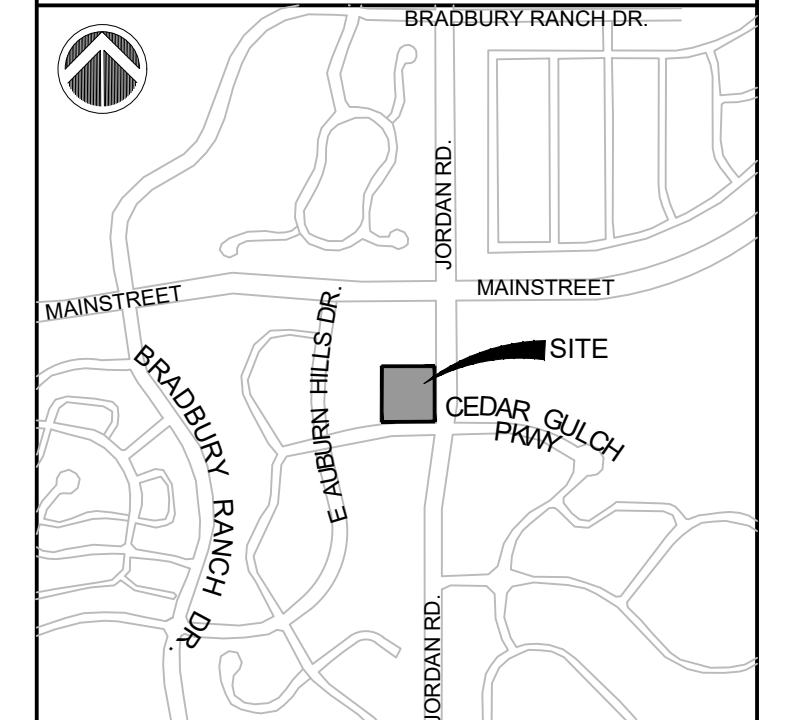 BRADBURY RANCH DR.
JORDAN RD.
MAINSTREET
MAINSTREET
E AUBURN HILLS DR.
SITE
BRADBURY RANCH DR.
CEDAR GULCH
PKWY
JORDAN RD.